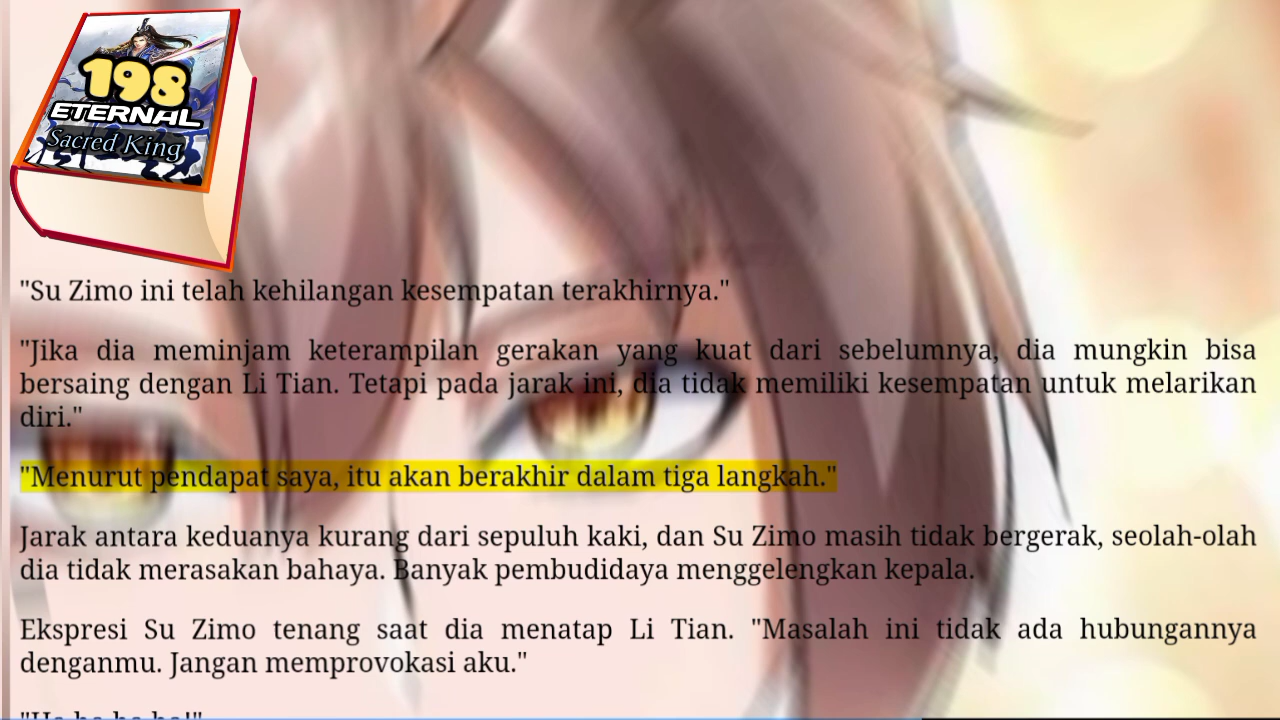 198
ETERNAL
Sacred King
"Su Zimo ini telah kehilangan kesempatan terakhirnya."
"Jika dia meminjam keterampilan gerakan yang kuat dari sebelumnya, dia mungkin bisa
bersaing dengan Li Tian. Tetapi pada jarak ini, dia tidak memiliki kesempatan untuk melarikan
diri."
"Menurut pendapat saya, itu akan berakhir dalam tiga langkah."
Jarak antara keduanya kurang dari sepuluh kaki, dan Su Zimo masih tidak bergerak, seolah-olah
dia tidak merasakan bahaya. Banyak pembudidaya menggelengkan kepala.
Ekspresi Su Zimo tenang saat dia menatap Li Tian. "Masalah ini tidak ada hubungannya
denganmu. Jangan memprovokasi aku."
"Ha ha ha ha!"